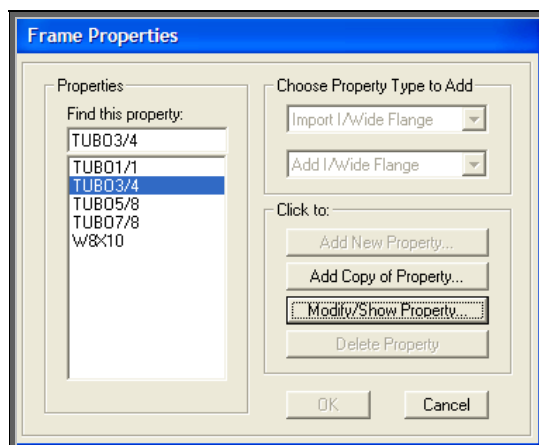 Frame Properties
Properties
Find this property:
TUBO3/4
TUBO1/1
TUBO3/4
TUBO5/8
TUBO7/8
W8X10
Choose Property Type to Add
Import I/Wide Flange
Add I/Wide Flange
Click to:
Add New Property...
Add Copy of Property...
Modify/Show Property...
Delete Property
OK
Cancel